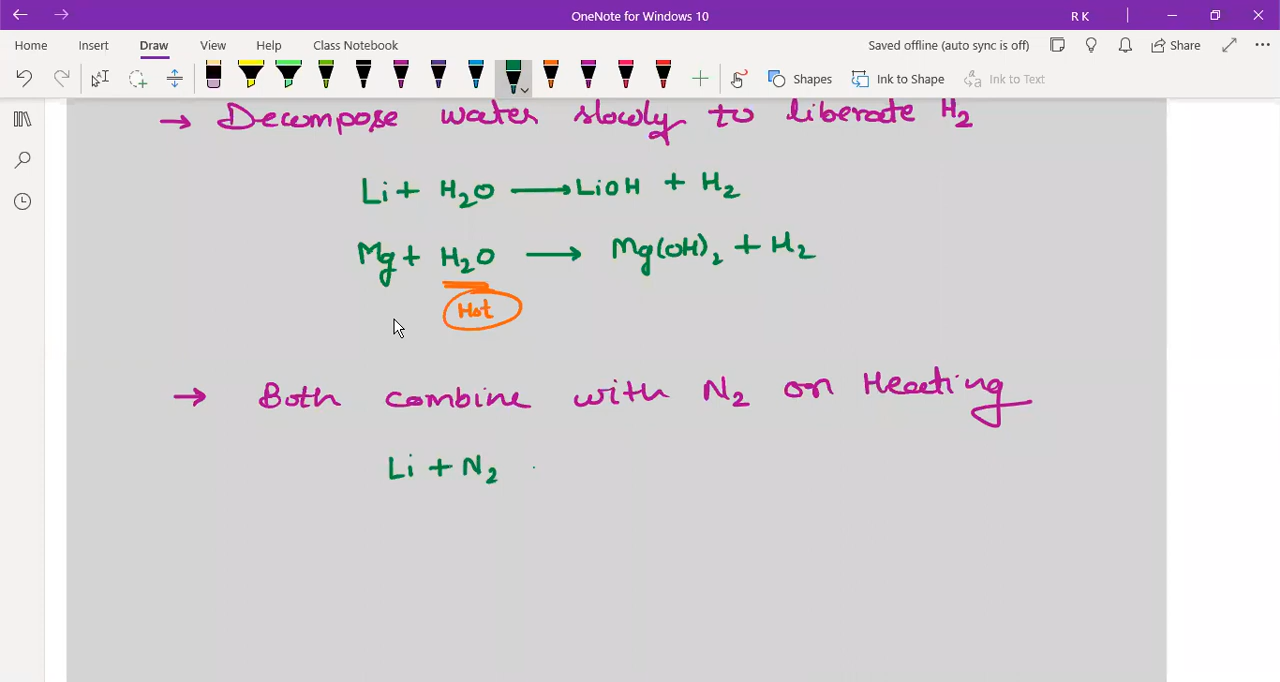 OneNote for Windows 10
R K
Home Insert Draw View Help Class Notebook
Saved offline (auto sync is off)
Share
Shapes
Ink to Shape
Ink to Text
→ Decompose water slowly to liberate H₂
Li + H₂O ⟶ LiOH + H₂
Mg + H₂O ⟶ Mg(OH)₂ + H₂
Hot
→ Both combine with N₂ on Heating
Li + N₂